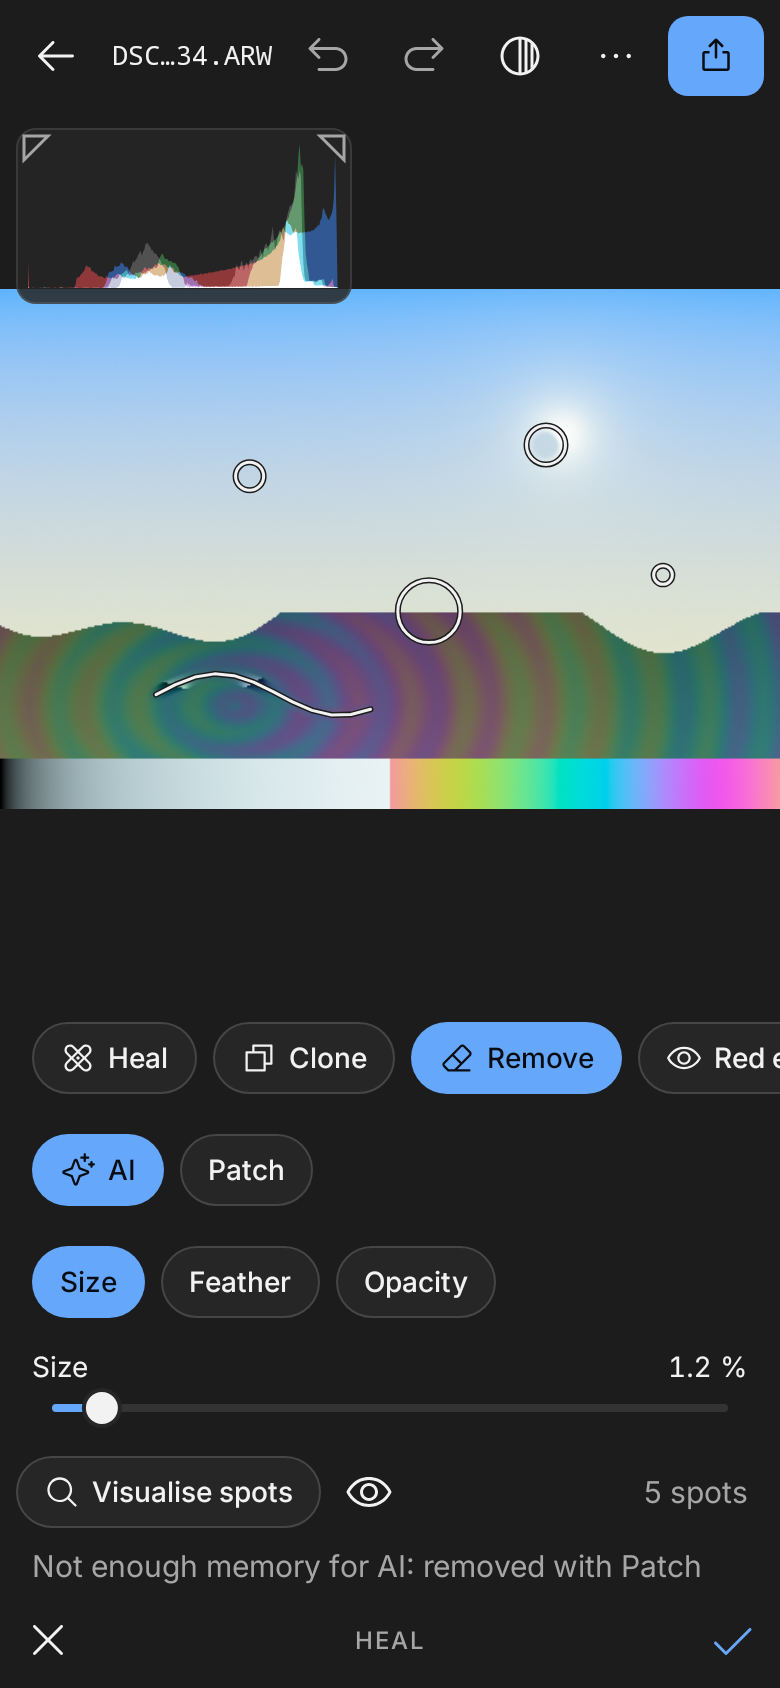 DSC…34.ARW
Heal
Clone
Remove
Red e
AI
Patch
Size
Feather
Opacity
Size
1.2 %
Visualise spots
5 spots
Not enough memory for AI: removed with Patch
HEAL